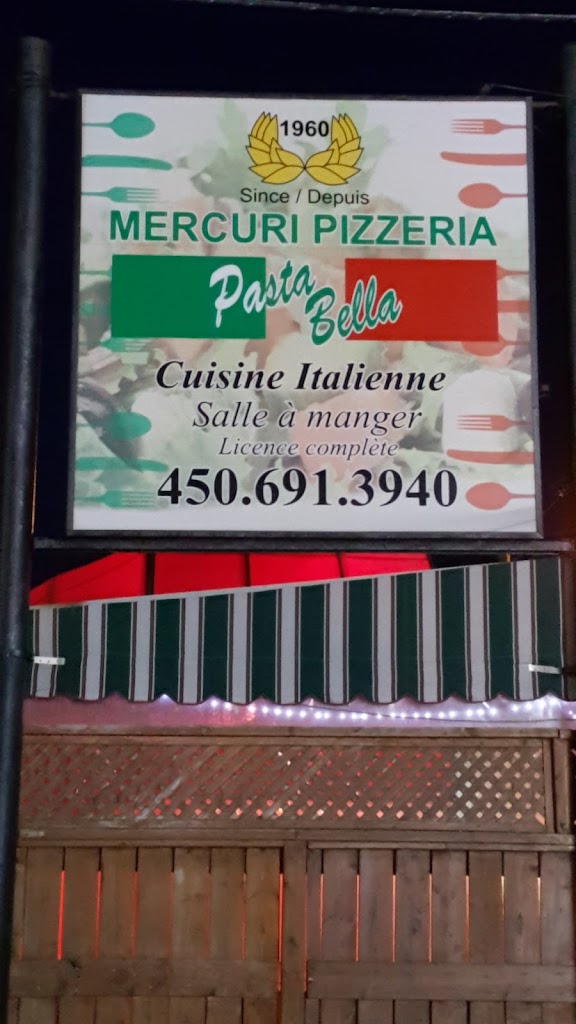 1960
Since / Depuis
MERCURI PIZZERIA
Pasta Bella
Cuisine Italienne
Salle à manger
Licence complète
450.691.3940